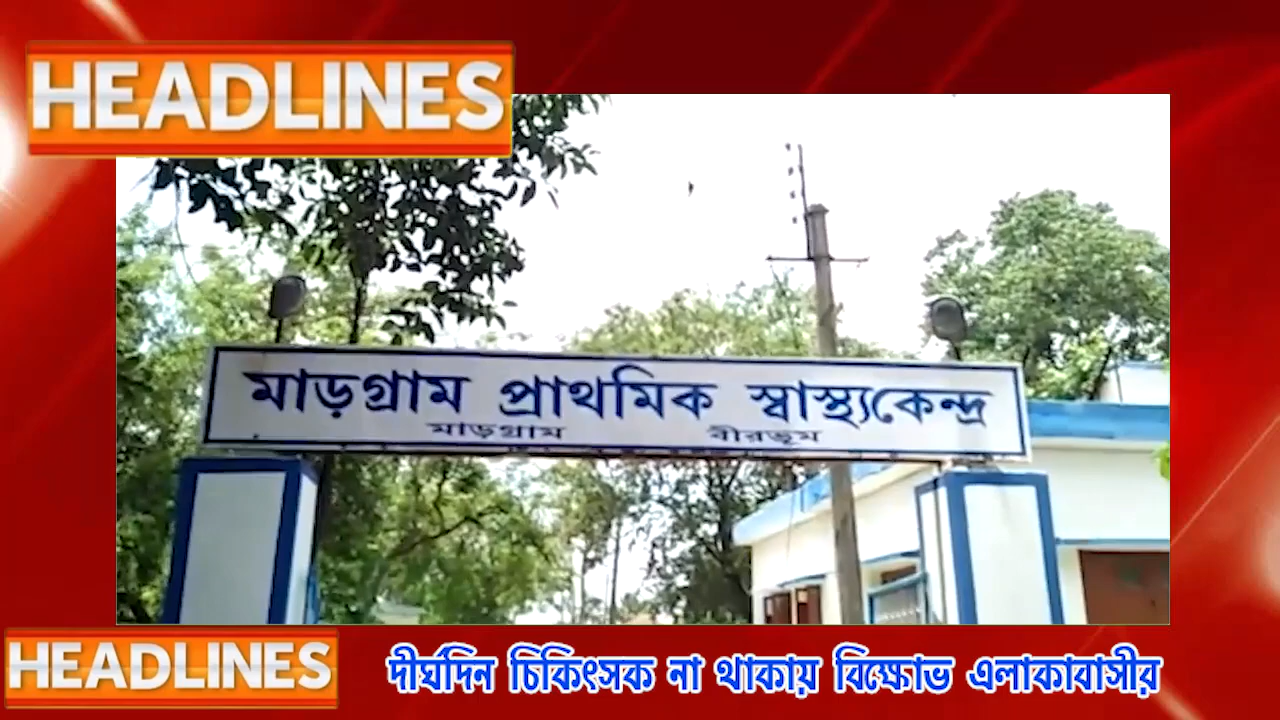 HEADLINES
মাড়গ্রাম প্রাথমিক স্বাস্থ্যকেন্দ্র
মাড়গ্রাম বীরভূম
HEADLINES
দীর্ঘদিন চিকিৎসক না থাকায় বিক্ষোভ এলাকাবাসীর